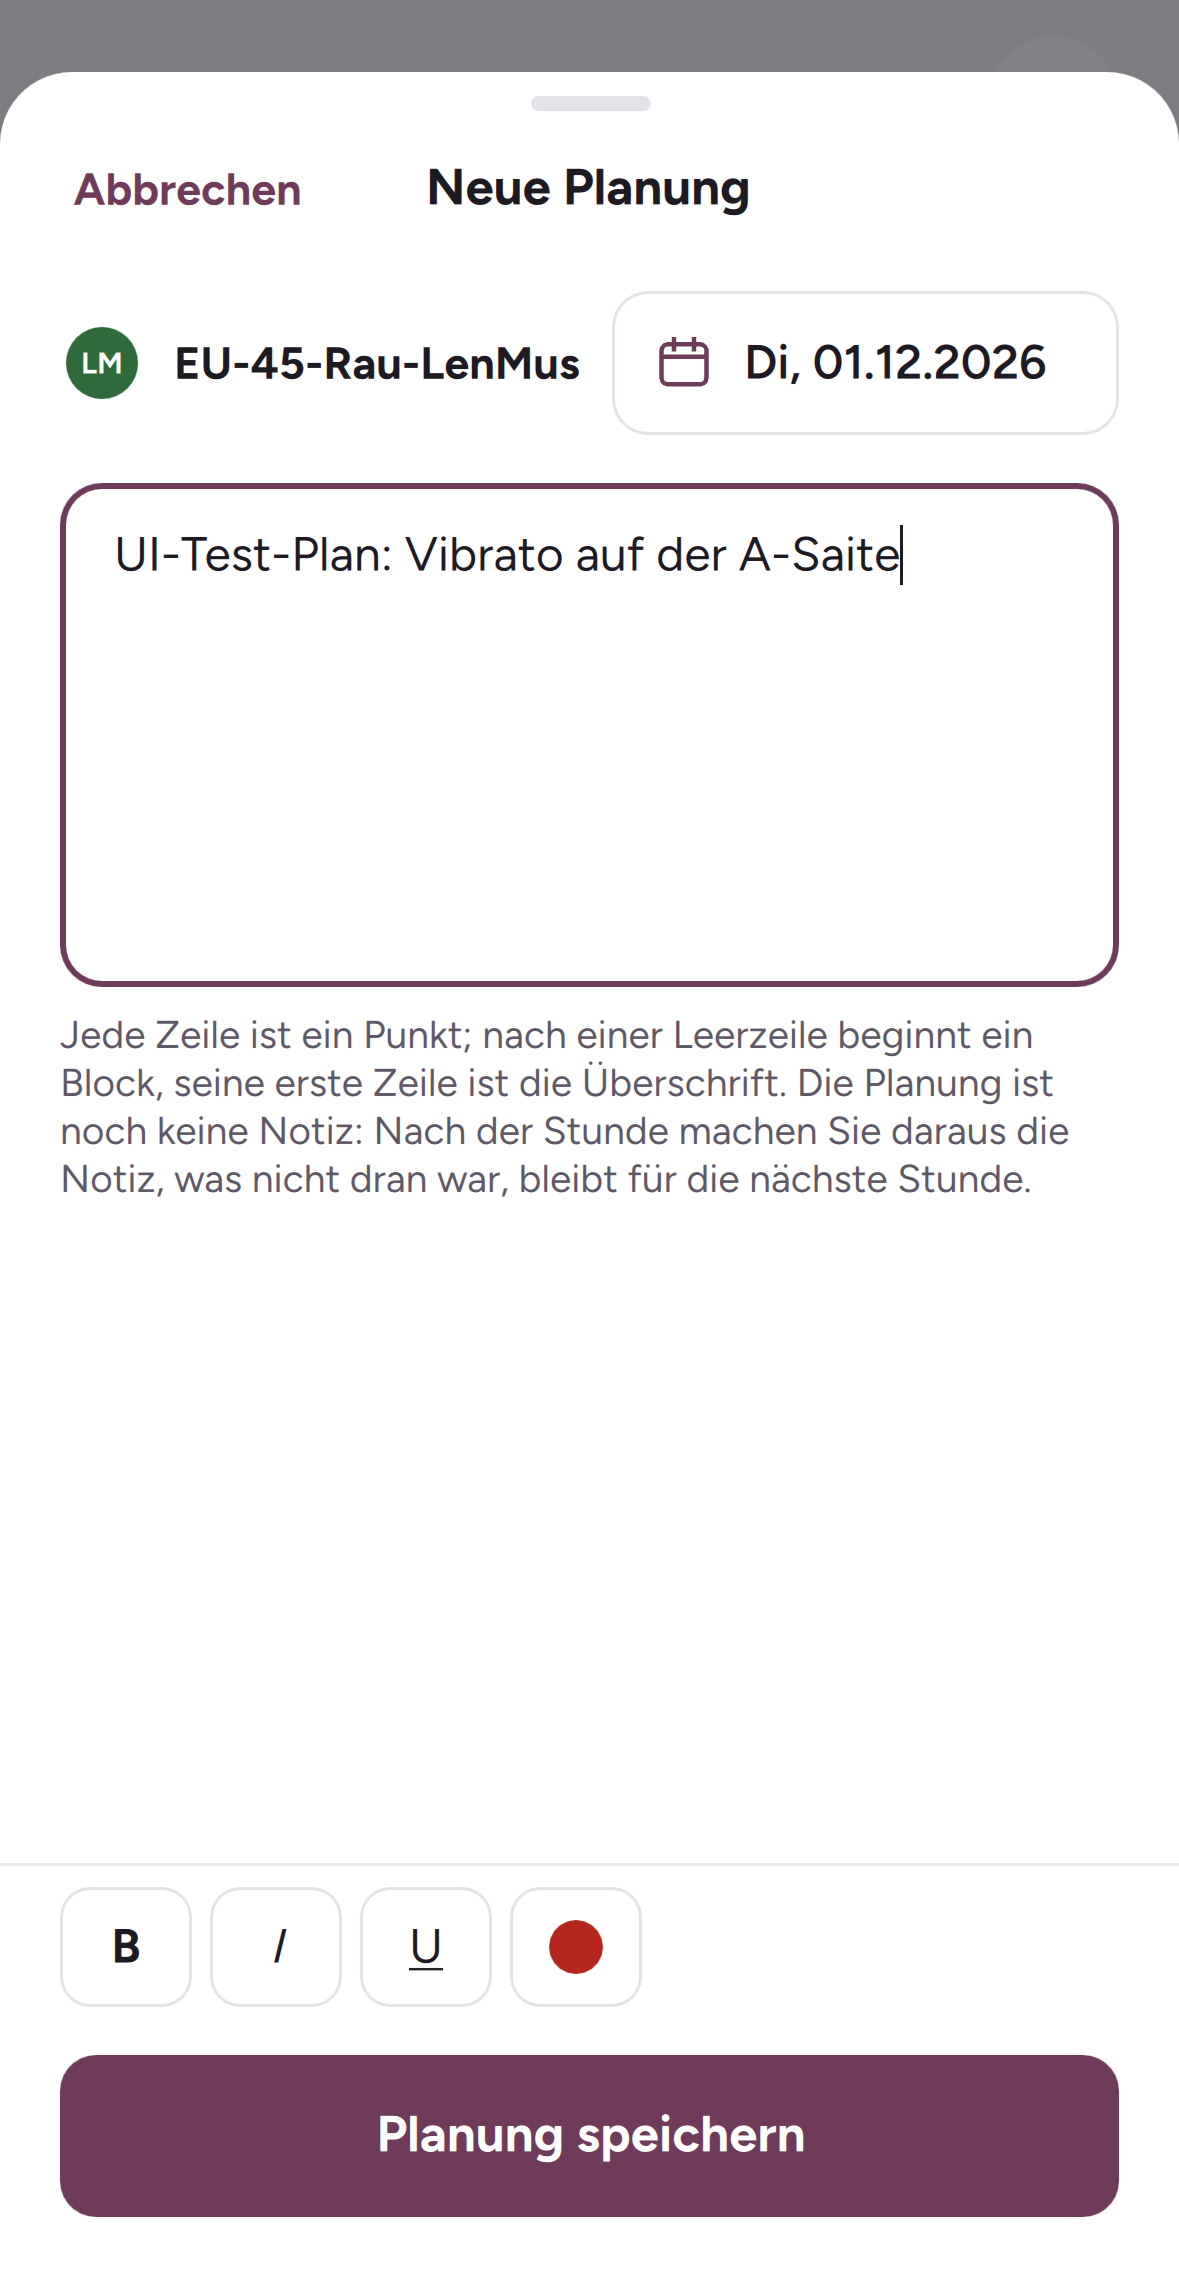 Abbrechen
Neue Planung
LM
EU-45-Rau-LenMus
Di, 01.12.2026
UI-Test-Plan: Vibrato auf der A-Saite
Jede Zeile ist ein Punkt; nach einer Leerzeile beginnt ein
Block, seine erste Zeile ist die Überschrift. Die Planung ist
noch keine Notiz: Nach der Stunde machen Sie daraus die
Notiz, was nicht dran war, bleibt für die nächste Stunde.
B
I
U
Planung speichern